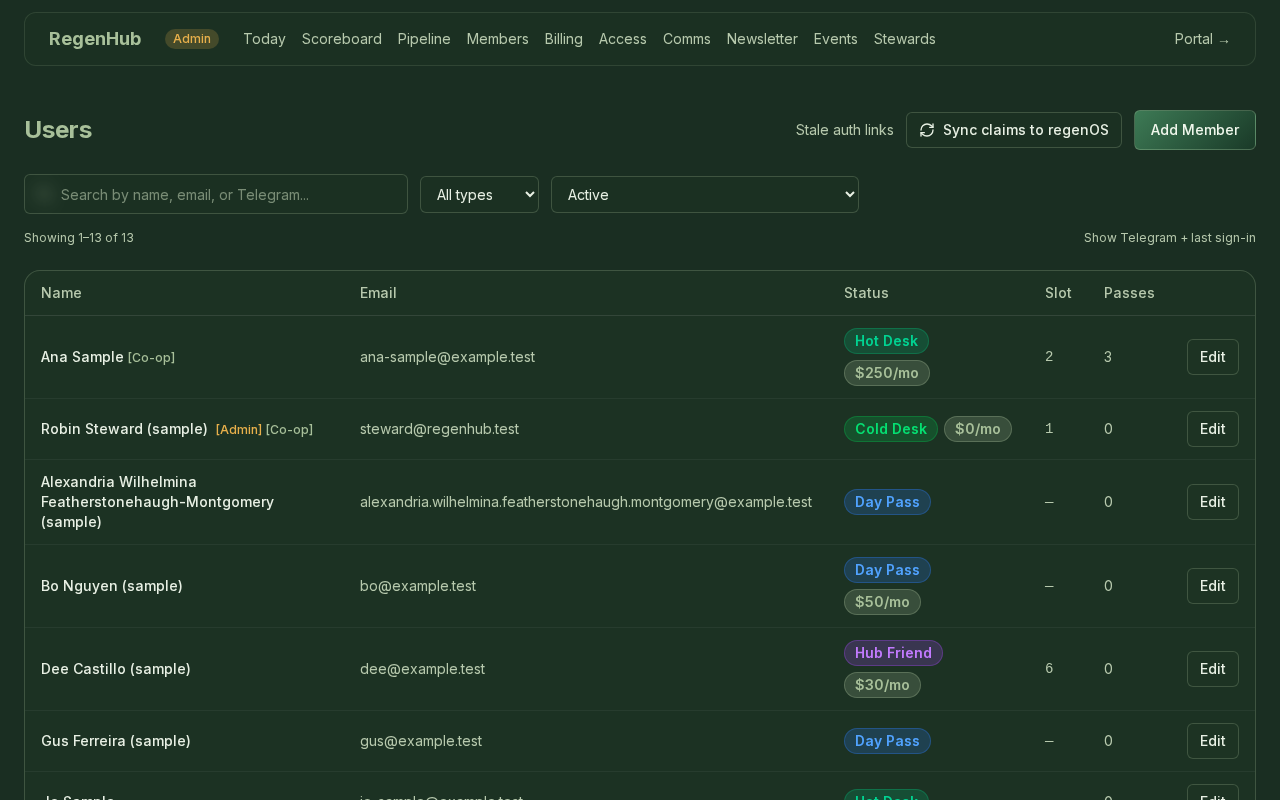 RegenHub Admin Today Scoreboard Pipeline Members Billing Access Comms Newsletter Events Stewards Portal →
Users Stale auth links Sync claims to regenOS Add Member
Search by name, email, or Telegram... All types Active
Showing 1–13 of 13 Show Telegram + last sign-in
Name Email Status Slot Passes
Ana Sample [Co-op] ana-sample@example.test Hot Desk $250/mo 2 3 Edit
Robin Steward (sample) [Admin] [Co-op] steward@regenhub.test Cold Desk $0/mo 1 0 Edit
Alexandria Wilhelmina
Featherstonehaugh-Montgomery
(sample) alexandria.wilhelmina.featherstonehaugh.montgomery@example.test Day Pass — 0 Edit
Bo Nguyen (sample) bo@example.test Day Pass $50/mo — 0 Edit
Dee Castillo (sample) dee@example.test Hub Friend $30/mo 6 0 Edit
Gus Ferreira (sample) gus@example.test Day Pass — 0 Edit
Sample Hot Desk 0 Edit